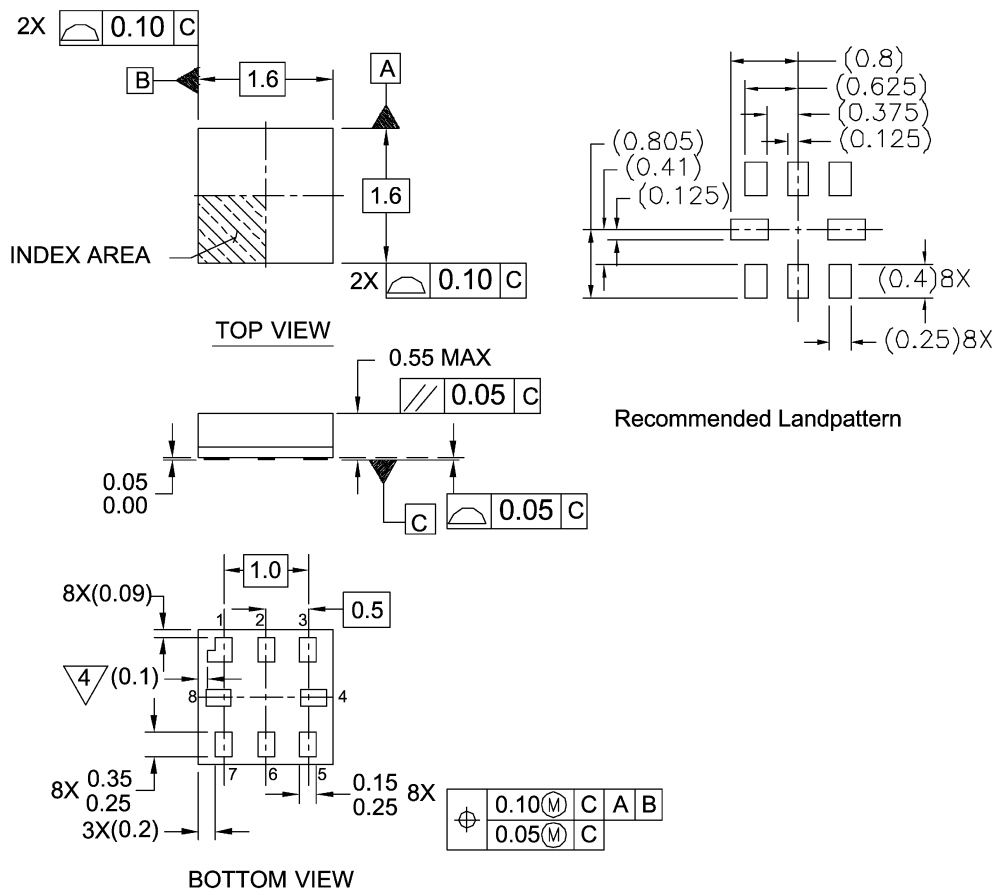 2X 0.10 C
B
1.6
A
1.6
INDEX AREA
2X 0.10 C
TOP VIEW
(0.8)
(0.625)
(0.375)
(0.125)
(0.805)
(0.41)
(0.125)
(0.4)8X
(0.25)8X
Recommended Landpattern
0.55 MAX
0.05 C
0.05
0.00
C
0.05 C
1.0
8X(0.09)
0.5
1 2 3
4 (0.1)
8 4
7 6 5
8X 0.35
0.25
0.15
0.25 8X
3X(0.2)
0.10 M C A B
0.05 M C
BOTTOM VIEW